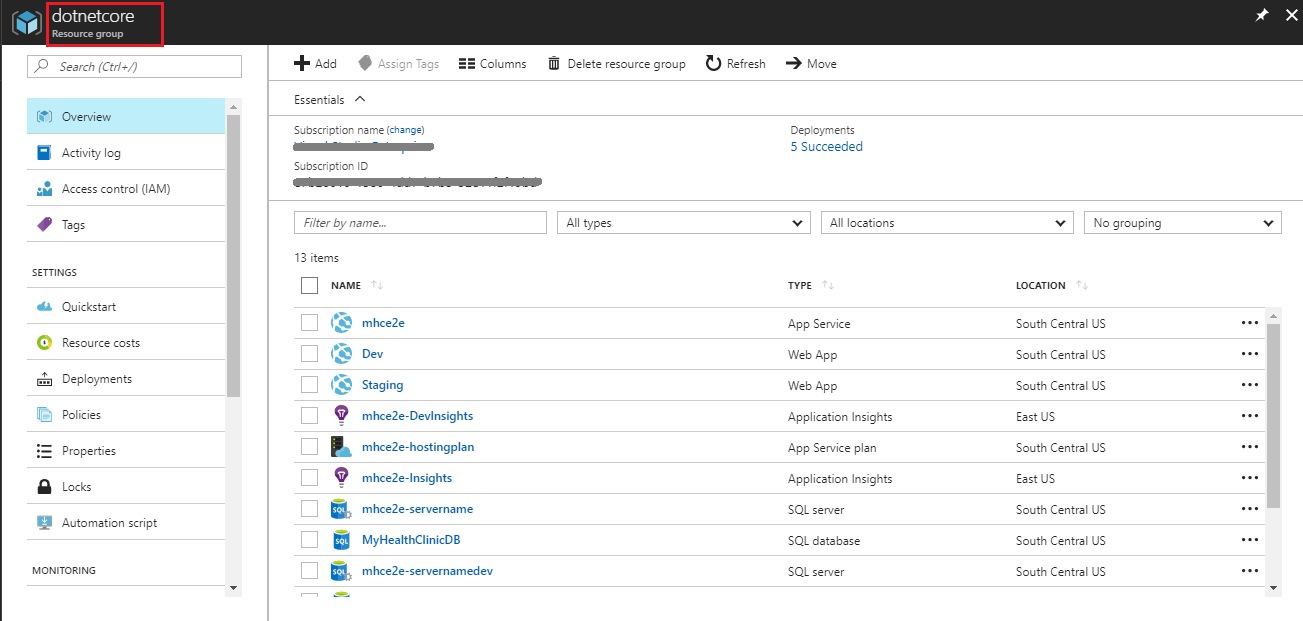 dotnetcore
Resource group
Search (Ctrl+/)
Overview
Activity log
Access control (IAM)
Tags
SETTINGS
Quickstart
Resource costs
Deployments
Policies
Properties
Locks
Automation script
MONITORING
Add Assign Tags Columns Delete resource group Refresh Move
Essentials
Subscription name (change)
Deployments
5 Succeeded
Subscription ID
Filter by name... All types All locations No grouping
13 items
NAME TYPE LOCATION
mhce2e App Service South Central US
Dev Web App South Central US
Staging Web App South Central US
mhce2e-DevInsights Application Insights East US
mhce2e-hostingplan App Service plan South Central US
mhce2e-Insights Application Insights East US
mhce2e-servername SQL server South Central US
MyHealthClinicDB SQL database South Central US
mhce2e-servernamedev SQL server South Central US